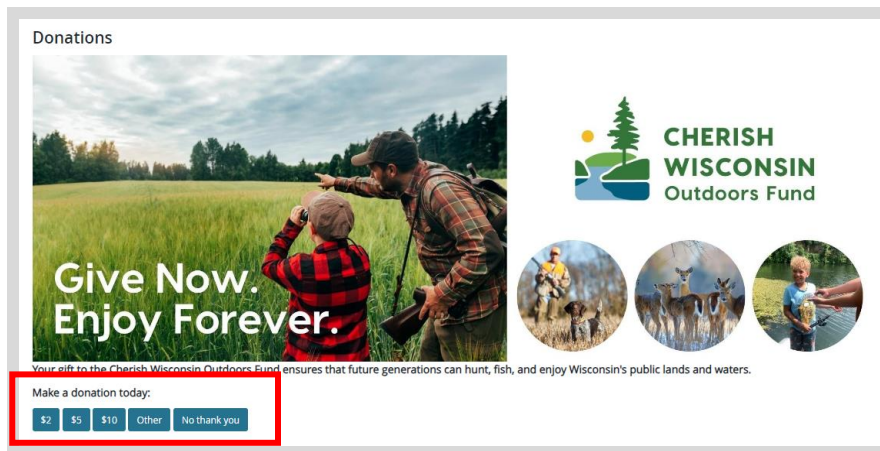 Donations
CHERISH
WISCONSIN
Outdoors Fund
Give Now.
Enjoy Forever.
Your gift to the Cherish Wisconsin Outdoors Fund ensures that future generations can hunt, fish, and enjoy Wisconsin's public lands and waters.
Make a donation today:
$2 $5 $10 Other No thank you